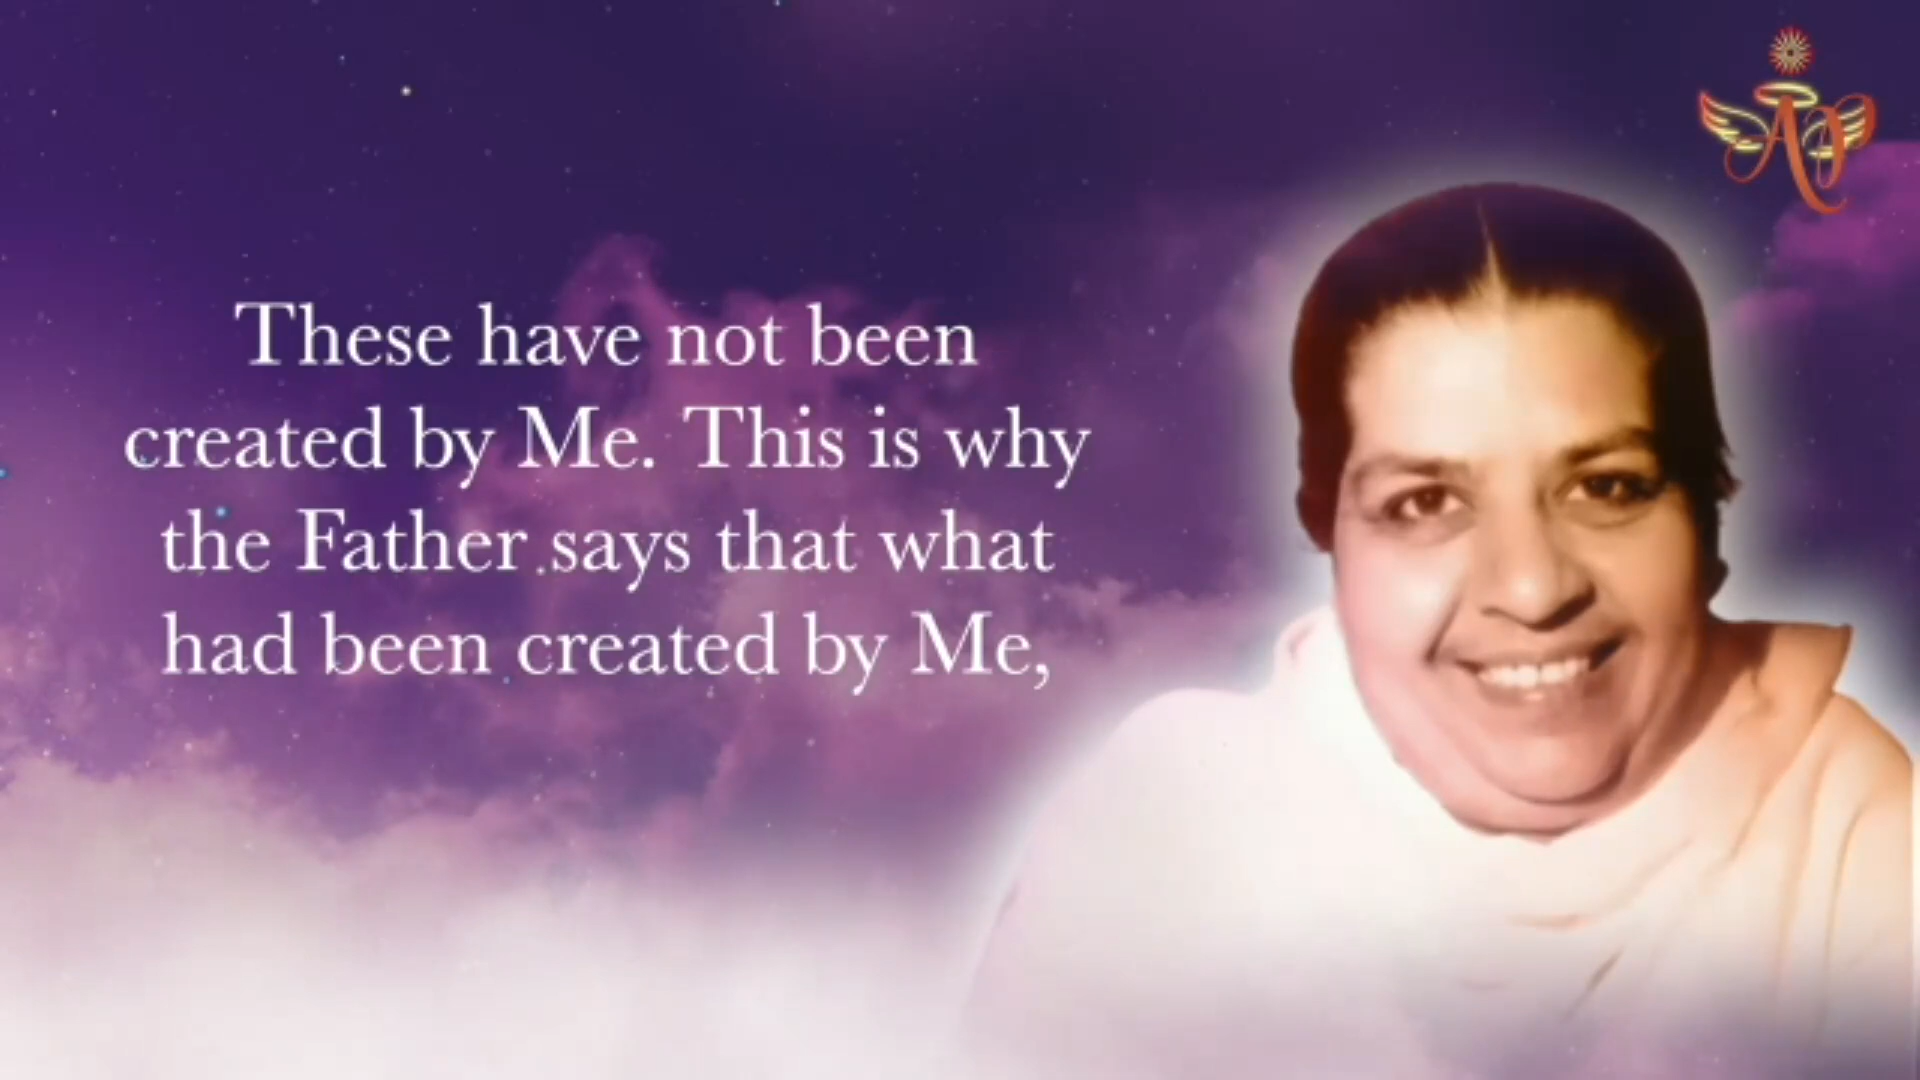 These have not been
created by Me. This is why
the Father says that what
had been created by Me,